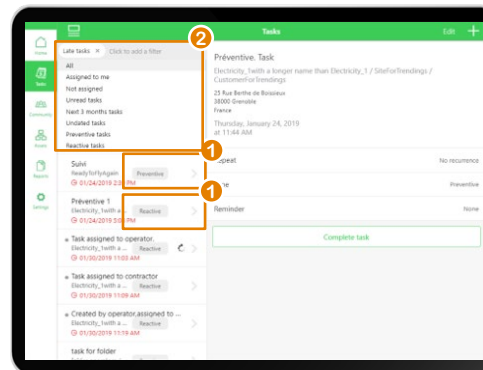 Tasks
Edit
Home
Tasks
Community
Assets
Reports
Settings
2
Late tasks × Click to add a filter
All
Assigned to me
Not assigned
Unread tasks
Next 3 months tasks
Undated tasks
Preventive tasks
Reactive tasks
1
Suivi
ReadyToFlyAgain Preventive
01/24/2019 2:3
1
Préventive 1
Electricity_1with a ... Reactive
01/24/2019 3:0 PM
Task assigned to operator.
Electricity_1with a ... Reactive
01/30/2019 11:03 AM
Task assigned to contractor
Electricity_1with a ... Reactive
01/30/2019 11:09 AM
Created by operator,assigned to ...
Electricity_1with a ... Reactive
01/30/2019 11:19 AM
task for folder
Préventive. Task
Electricity_1with a longer name than Electricity_1 / SiteForTrendings /
CustomerForTrendings
25 Rue Berthe de Boissieux
38000 Grenoble
France
Thursday, January 24, 2019
at 11:44 AM
epeat No recurrence
Preventive
Reminder None
Complete task